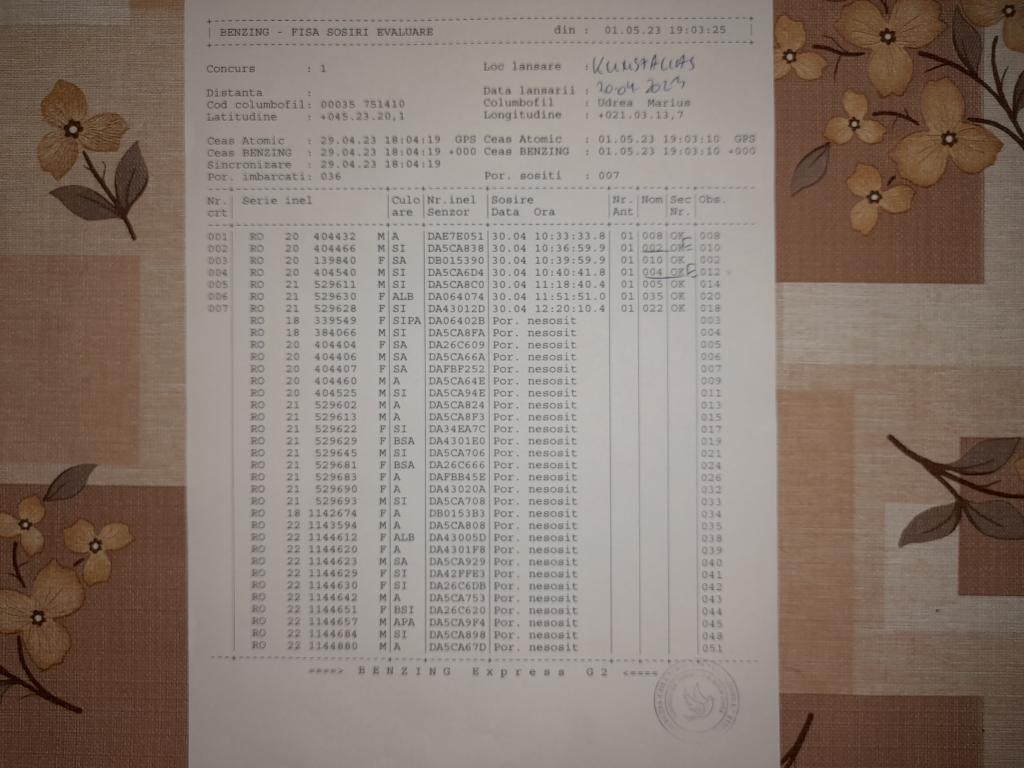 BENZING - FISA SOSIRI EVALUARE din : 01.05.23 19:03:25
Concurs : 1 Loc lansare :
Distanta : Data lansarii :
Cod columbofil: 00035 751410 Columbofil : Udrea Marius
Latitudine : +045.23.20,1 Longitudine : +021.03.13,7
Ceas Atomic : 29.04.23 18:04:19 GPS Ceas Atomic : 01.05.23 19:03:10 GPS
Ceas BENZING : 29.04.23 18:04:19 +000 Ceas BENZING : 01.05.23 19:03:10 +000
Sincronizare : 29.04.23 18:04:19
Por. imbarcati: 036 Por. sositi : 007
Nr. Serie inel Culo Nr.inel Sosire Nr. Nom Sec Obs.
crt are Senzor Data Ora Ant Nr.
001 RO 20 404432 M A DAE7E051 30.04 10:33:33.8 01 008 OK 008
002 RO 20 404466 M SI DA5CA838 30.04 10:36:59.9 01 002 OK 010
003 RO 20 139840 F SA DB015390 30.04 10:39:59.9 01 010 OK 002
004 RO 20 404540 M SI DA5CA6D4 30.04 10:40:41.8 01 004 OK 012
005 RO 21 529611 M SI DA5CA8C0 30.04 11:18:40.4 01 005 OK 014
006 RO 21 529630 F ALB DA064074 30.04 11:51:51.0 01 035 OK 020
007 RO 21 529628 F SI DA43012D 30.04 12:20:10.4 01 022 OK 018
RO 18 339549 F SIPA DA06402B Por. nesosit 003
RO 18 384066 M SI DA5CA8FA Por. nesosit 004
RO 20 404404 F SA DA26C609 Por. nesosit 005
RO 20 404406 M SA DA5CA66A Por. nesosit 006
RO 20 404407 F SA DAFBF252 Por. nesosit 007
RO 20 404460 M A DA5CA64E Por. nesosit 009
RO 20 404525 M SI DA5CA94E Por. nesosit 011
RO 21 529602 M A DA5CA824 Por. nesosit 013
RO 21 529613 M A DA5CA8F3 Por. nesosit 015
RO 21 529622 F SI DA34EA7C Por. nesosit 017
RO 21 529629 F BSA DA4301E0 Por. nesosit 019
RO 21 529645 M SI DA5CA706 Por. nesosit 021
RO 21 529681 F BSA DA26C666 Por. nesosit 024
RO 21 529683 F A DAFBB45E Por. nesosit 026
RO 21 529690 F A DA43020A Por. nesosit 032
RO 21 529693 M SI DA5CA708 Por. nesosit 033
RO 18 1142674 F A DB0153B3 Por. nesosit 034
RO 22 1143594 M A DA5CA808 Por. nesosit 035
RO 22 1144612 F ALB DA43005D Por. nesosit 038
RO 22 1144620 F A DA4301F8 Por. nesosit 039
RO 22 1144623 M SA DA5CA929 Por. nesosit 040
RO 22 1144629 F SI DA42FFE3 Por. nesosit 041
RO 22 1144630 F SI DA26C6DB Por. nesosit 042
RO 22 1144642 M A DA5CA753 Por. nesosit 043
RO 22 1144651 F BSI DA26C620 Por. nesosit 044
RO 22 1144657 M APA DA5CA9F4 Por. nesosit 045
RO 22 1144684 M SI DA5CA898 Por. nesosit 048
RO 22 1144880 M A DA5CA67D Por. nesosit 051
====> B E N Z I N G E x p r e s s G 2 <====